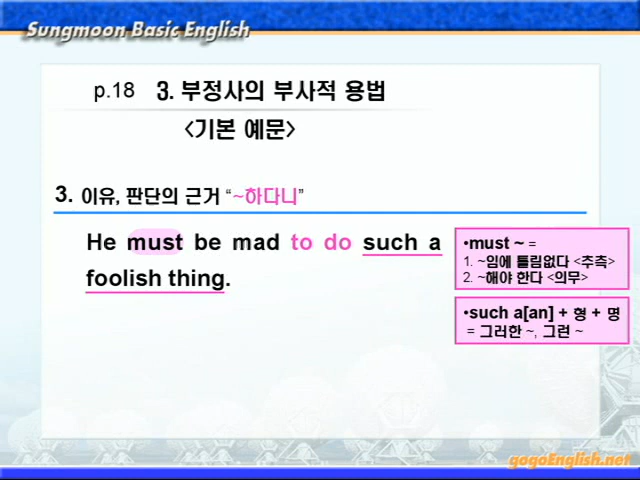 Sungmoon Basic English
p.18 3. 부정사의 부사적 용법
<기본 예문>
3. 이유, 판단의 근거 “~하다니”
He must be mad to do such a
foolish thing.
•must ~ =
1. ~임에 틀림없다 <추측>
2. ~해야 한다 <의무>
•such a[an] + 형 + 명
= 그러한 ~, 그런 ~
gogoEnglish.net